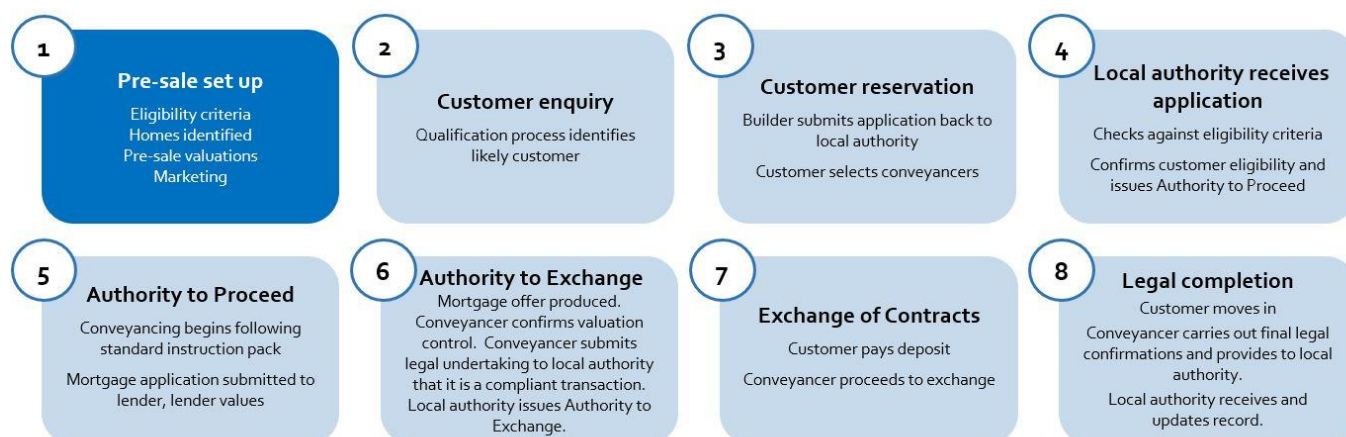 1
Pre-sale set up
Eligibility criteria
Homes identified
Pre-sale valuations
Marketing
2
Customer enquiry
Qualification process identifies
likely customer
3
Customer reservation
Builder submits application back to
local authority
Customer selects conveyancers
4
Local authority receives
application
Checks against eligibility criteria
Confirms customer eligibility and
issues Authority to Proceed
5
Authority to Proceed
Conveyancing begins following
standard instruction pack
Mortgage application submitted to
lender, lender values
6
Authority to Exchange
Mortgage offer produced.
Conveyancer confirms valuation
control. Conveyancer submits
legal undertaking to local authority
that it is a compliant transaction.
Local authority issues Authority to
Exchange.
7
Exchange of Contracts
Customer pays deposit
Conveyancer proceeds to exchange
8
Legal completion
Customer moves in
Conveyancer carries out final legal
confirmations and provides to local
authority.
Local authority receives and
updates record.